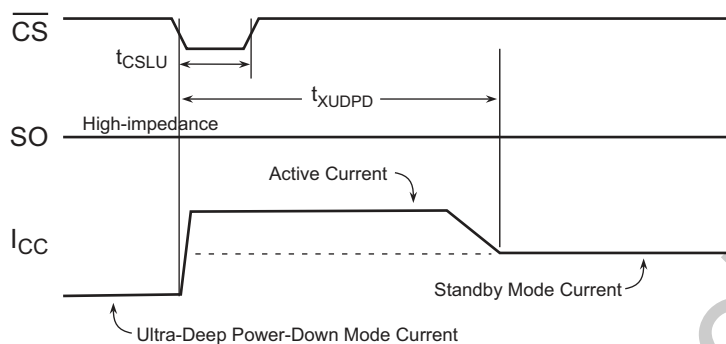 CS
tCSLU
tXUDPD
High-impedance
SO
Active Current
ICC
Standby Mode Current
Ultra-Deep Power-Down Mode Current